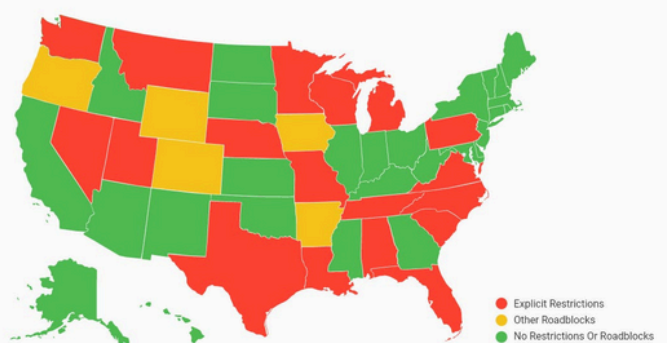 Explicit Restrictions
Other Roadblocks
No Restrictions Or Roadblocks